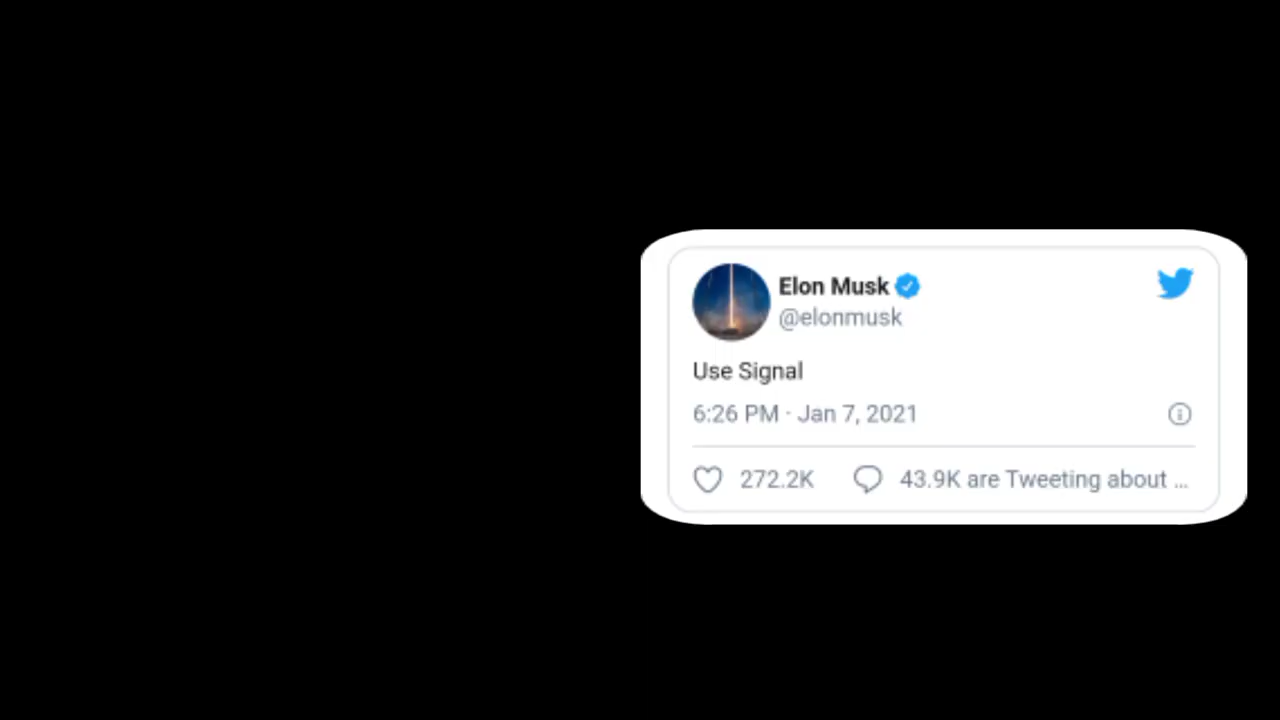 Elon Musk
@elonmusk
Use Signal
6:26 PM · Jan 7, 2021
272.2K 43.9K are Tweeting about ...